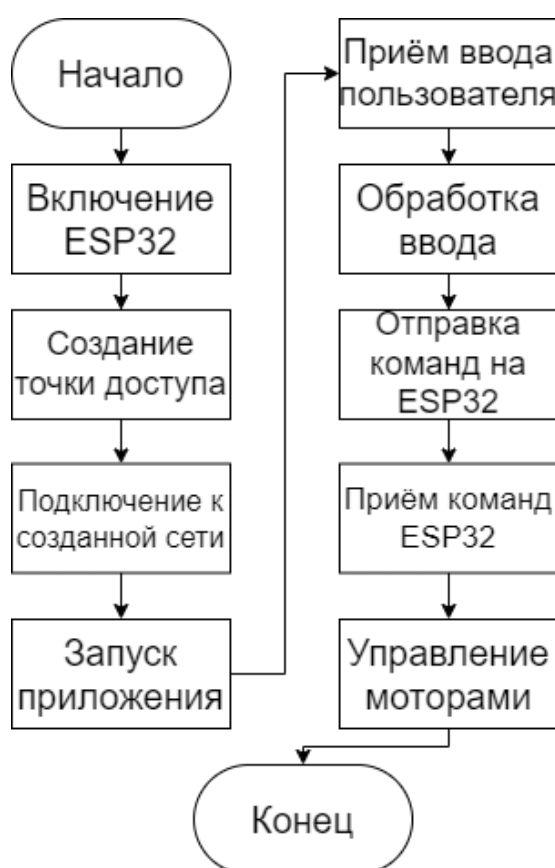 Начало
Включение
ESP32
Создание
точки доступа
Подключение к
созданной сети
Запуск
приложения
Приём ввода
пользователя
Обработка
ввода
Отправка
команд на
ESP32
Приём команд
ESP32
Управление
моторами
Конец